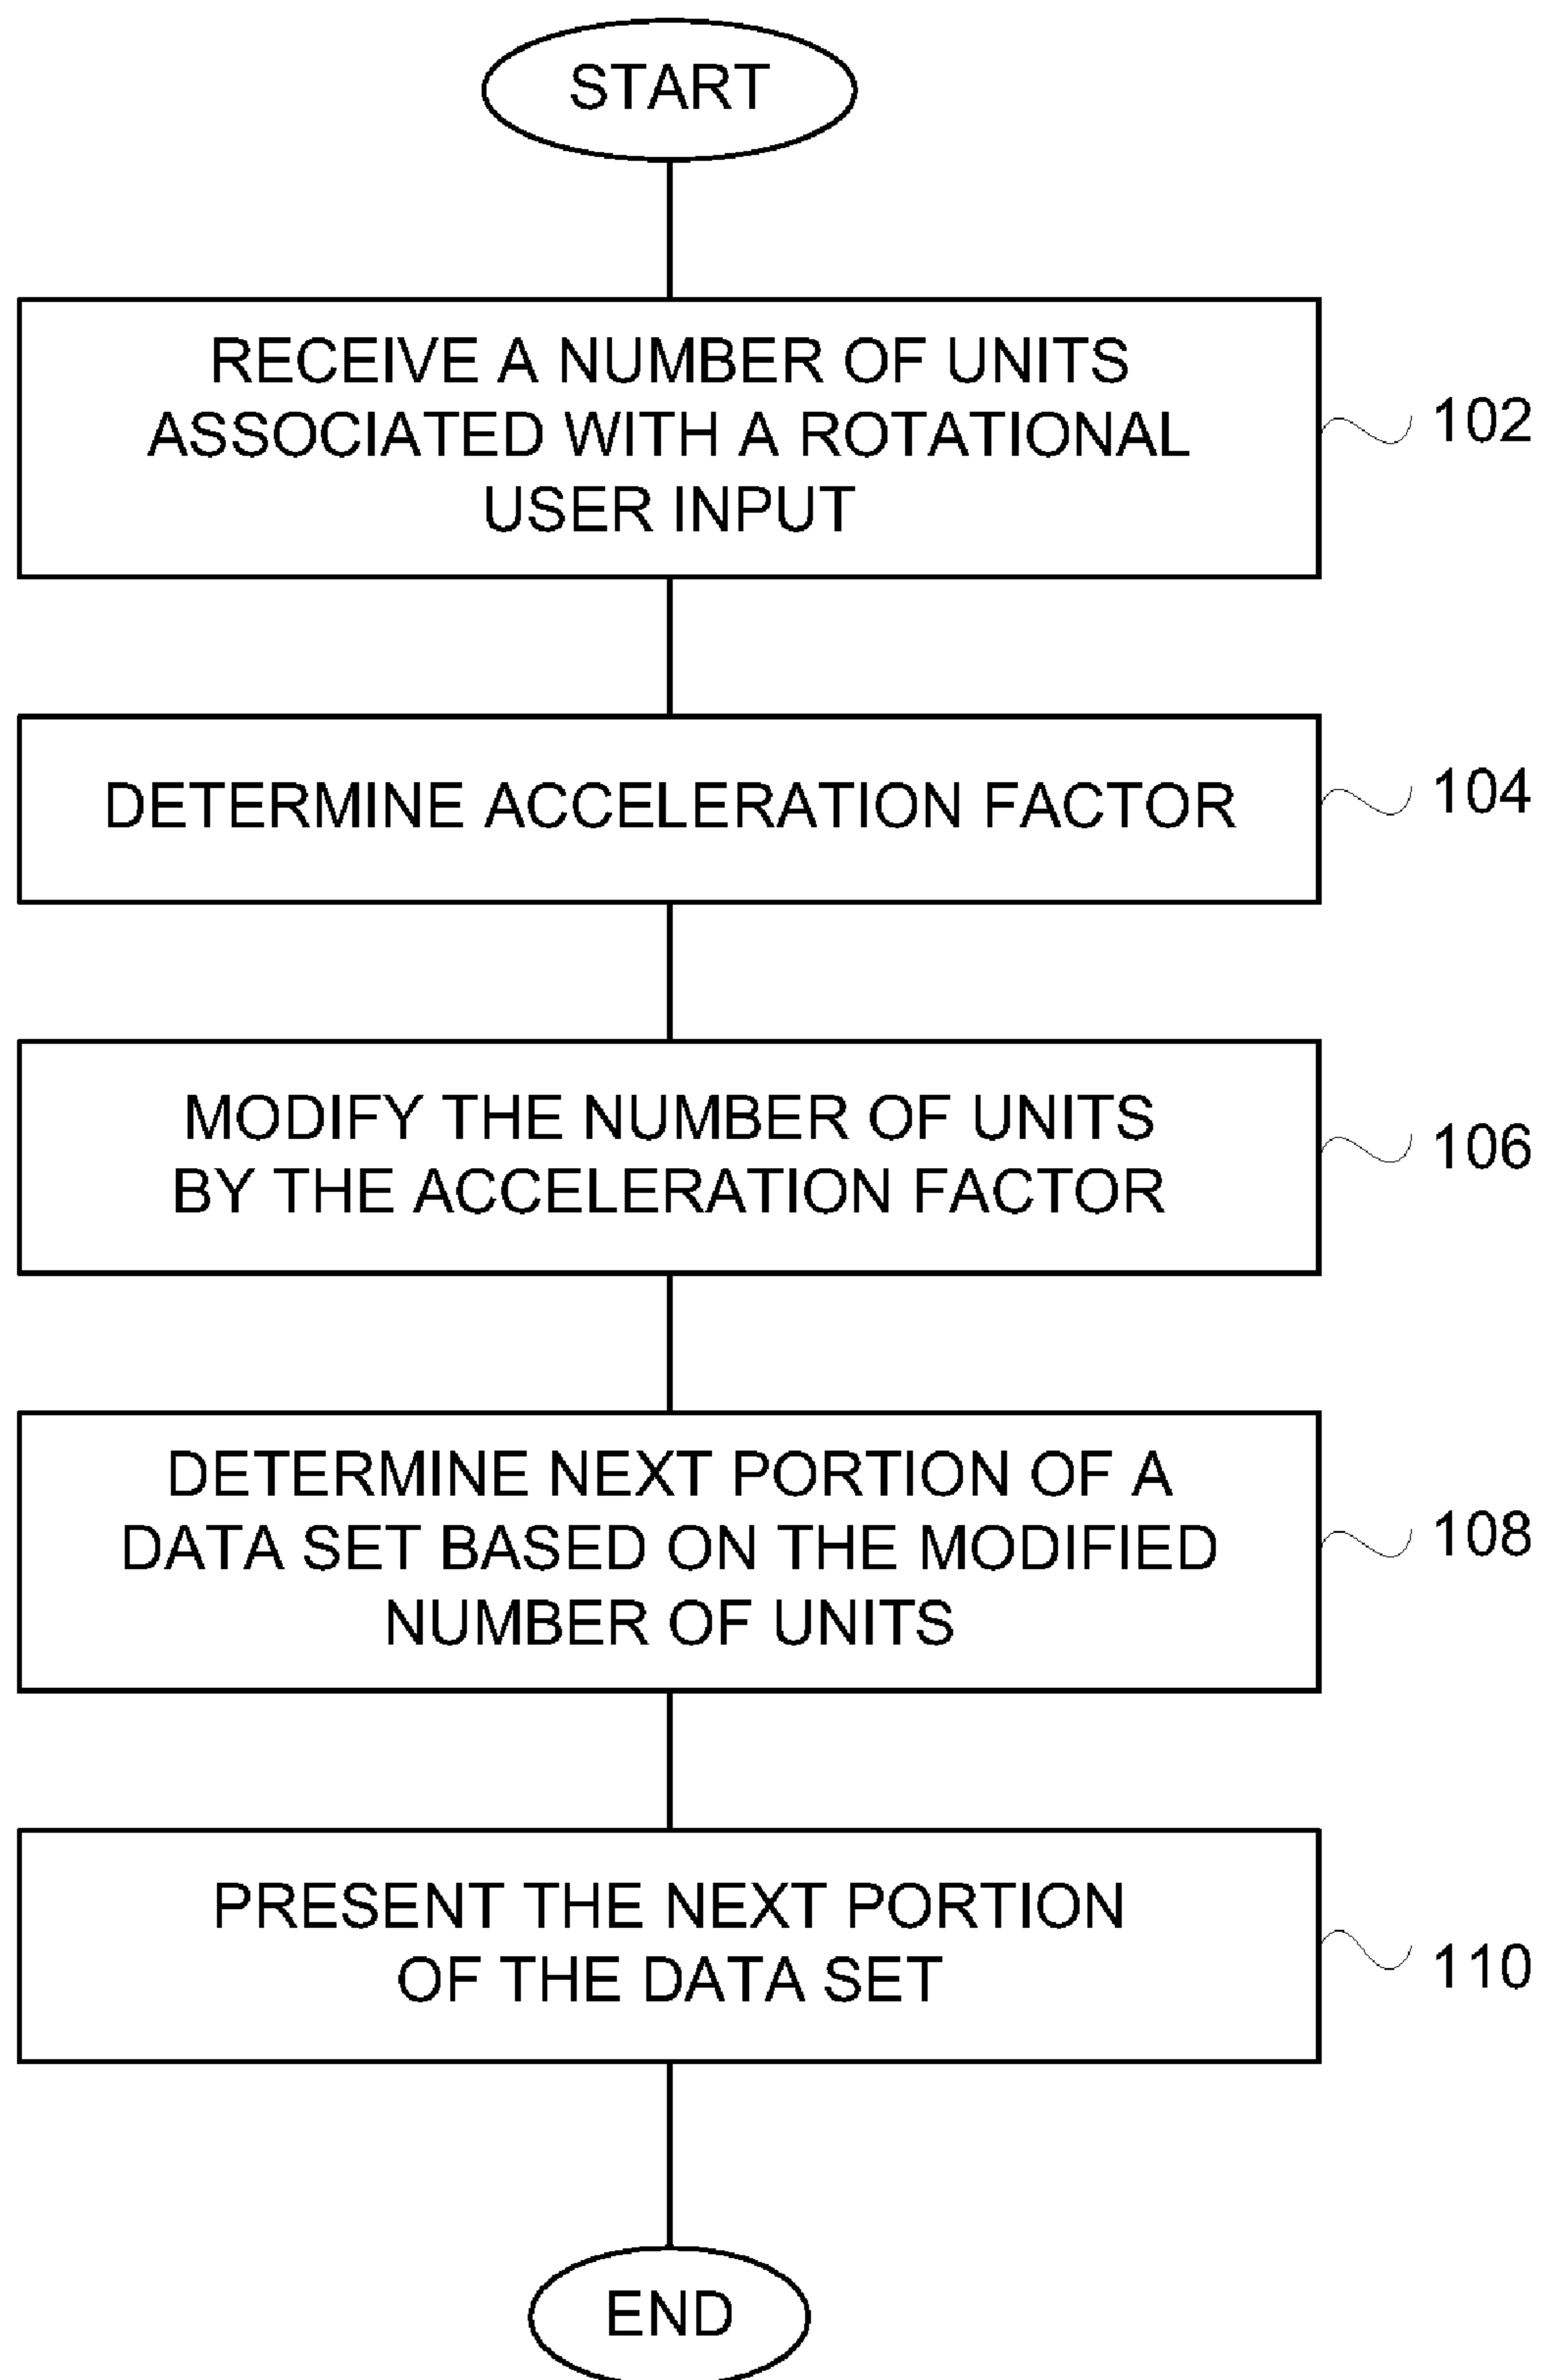 START
RECEIVE A NUMBER OF UNITS
ASSOCIATED WITH A ROTATIONAL
USER INPUT
102
DETERMINE ACCELERATION FACTOR
104
MODIFY THE NUMBER OF UNITS
BY THE ACCELERATION FACTOR
106
DETERMINE NEXT PORTION OF A
DATA SET BASED ON THE MODIFIED
NUMBER OF UNITS
108
PRESENT THE NEXT PORTION
OF THE DATA SET
110
END